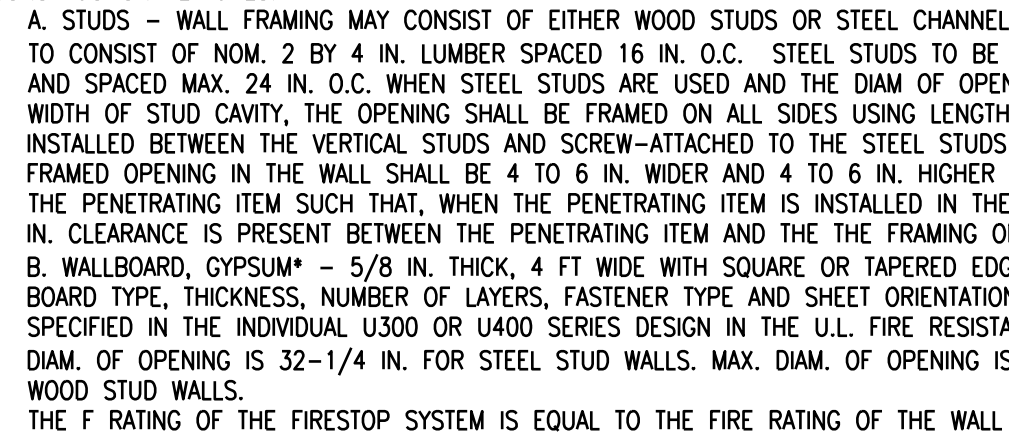 A. STUDS – WALL FRAMING MAY CONSIST OF EITHER WOOD STUDS OR STEEL CHANNEL
TO CONSIST OF NOM. 2 BY 4 IN. LUMBER SPACED 16 IN. O.C. STEEL STUDS TO BE
AND SPACED MAX. 24 IN. O.C. WHEN STEEL STUDS ARE USED AND THE DIAM OF OPEN
WIDTH OF STUD CAVITY, THE OPENING SHALL BE FRAMED ON ALL SIDES USING LENGTH
INSTALLED BETWEEN THE VERTICAL STUDS AND SCREW-ATTACHED TO THE STEEL STUDS
FRAMED OPENING IN THE WALL SHALL BE 4 TO 6 IN. WIDER AND 4 TO 6 IN. HIGHER
THE PENETRATING ITEM SUCH THAT, WHEN THE PENETRATING ITEM IS INSTALLED IN THE
IN. CLEARANCE IS PRESENT BETWEEN THE PENETRATING ITEM AND THE THE FRAMING
B. WALLBOARD, GYPSUM* – 5/8 IN. THICK, 4 FT WIDE WITH SQUARE OR TAPERED EDG
BOARD TYPE, THICKNESS, NUMBER OF LAYERS, FASTENER TYPE AND SHEET ORIENTATION
SPECIFIED IN THE INDIVIDUAL U300 OR U400 SERIES DESIGN IN THE U.L. FIRE RESISTA
DIAM. OF OPENING IS 32-1/4 IN. FOR STEEL STUD WALLS. MAX. DIAM. OF OPENING IS
WOOD STUD WALLS.
THE F RATING OF THE FIRESTOP SYSTEM IS EQUAL TO THE FIRE RATING OF THE WALL